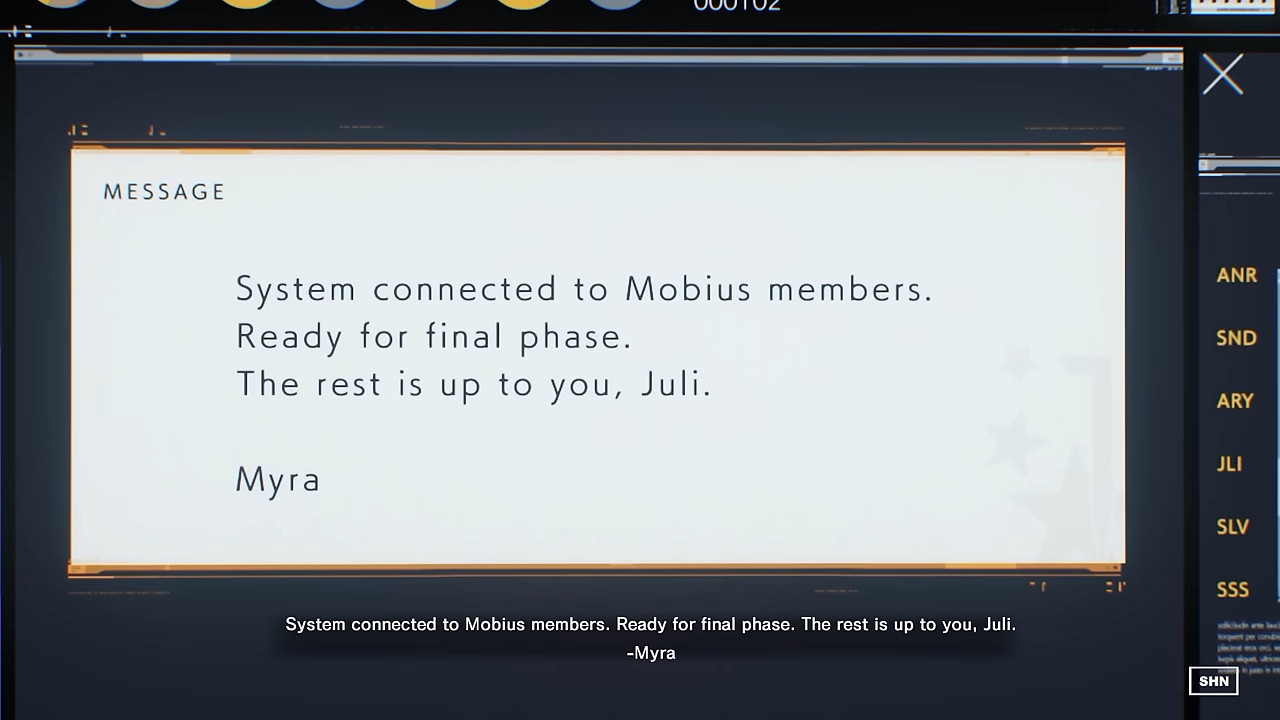 000102
MESSAGE
System connected to Mobius members.
Ready for final phase.
The rest is up to you, Juli.
Myra
ANR
SND
ARY
JLI
SLV
SSS
System connected to Mobius members. Ready for final phase. The rest is up to you, Juli.
-Myra
SHN